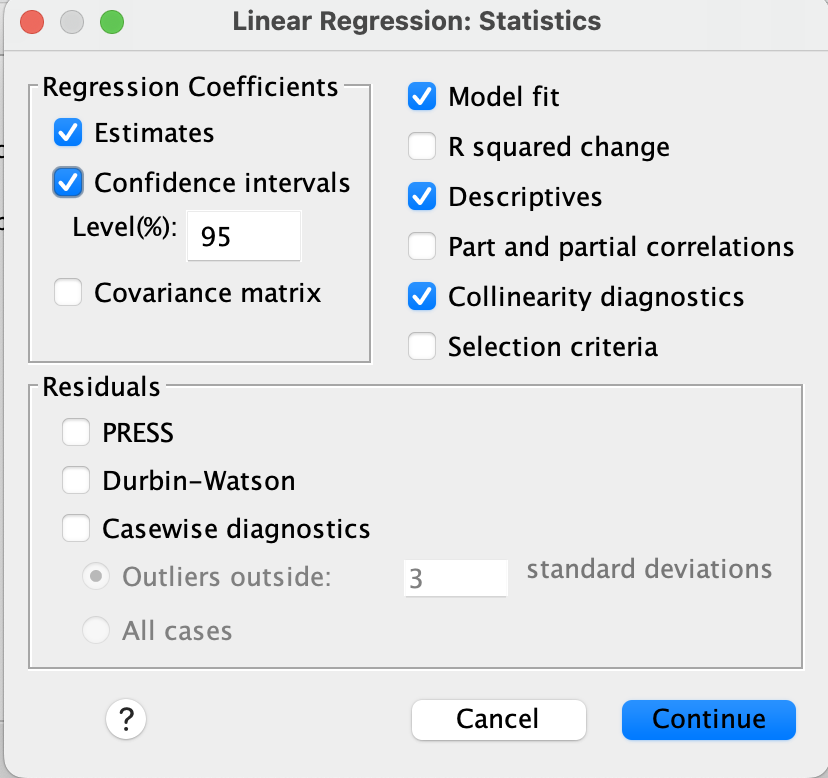 Linear Regression: Statistics
Regression Coefficients
Estimates
Confidence intervals
Level(%): 95
Covariance matrix
Model fit
R squared change
Descriptives
Part and partial correlations
Collinearity diagnostics
Selection criteria
Residuals
PRESS
Durbin-Watson
Casewise diagnostics
Outliers outside: 3 standard deviations
All cases
? Cancel Continue